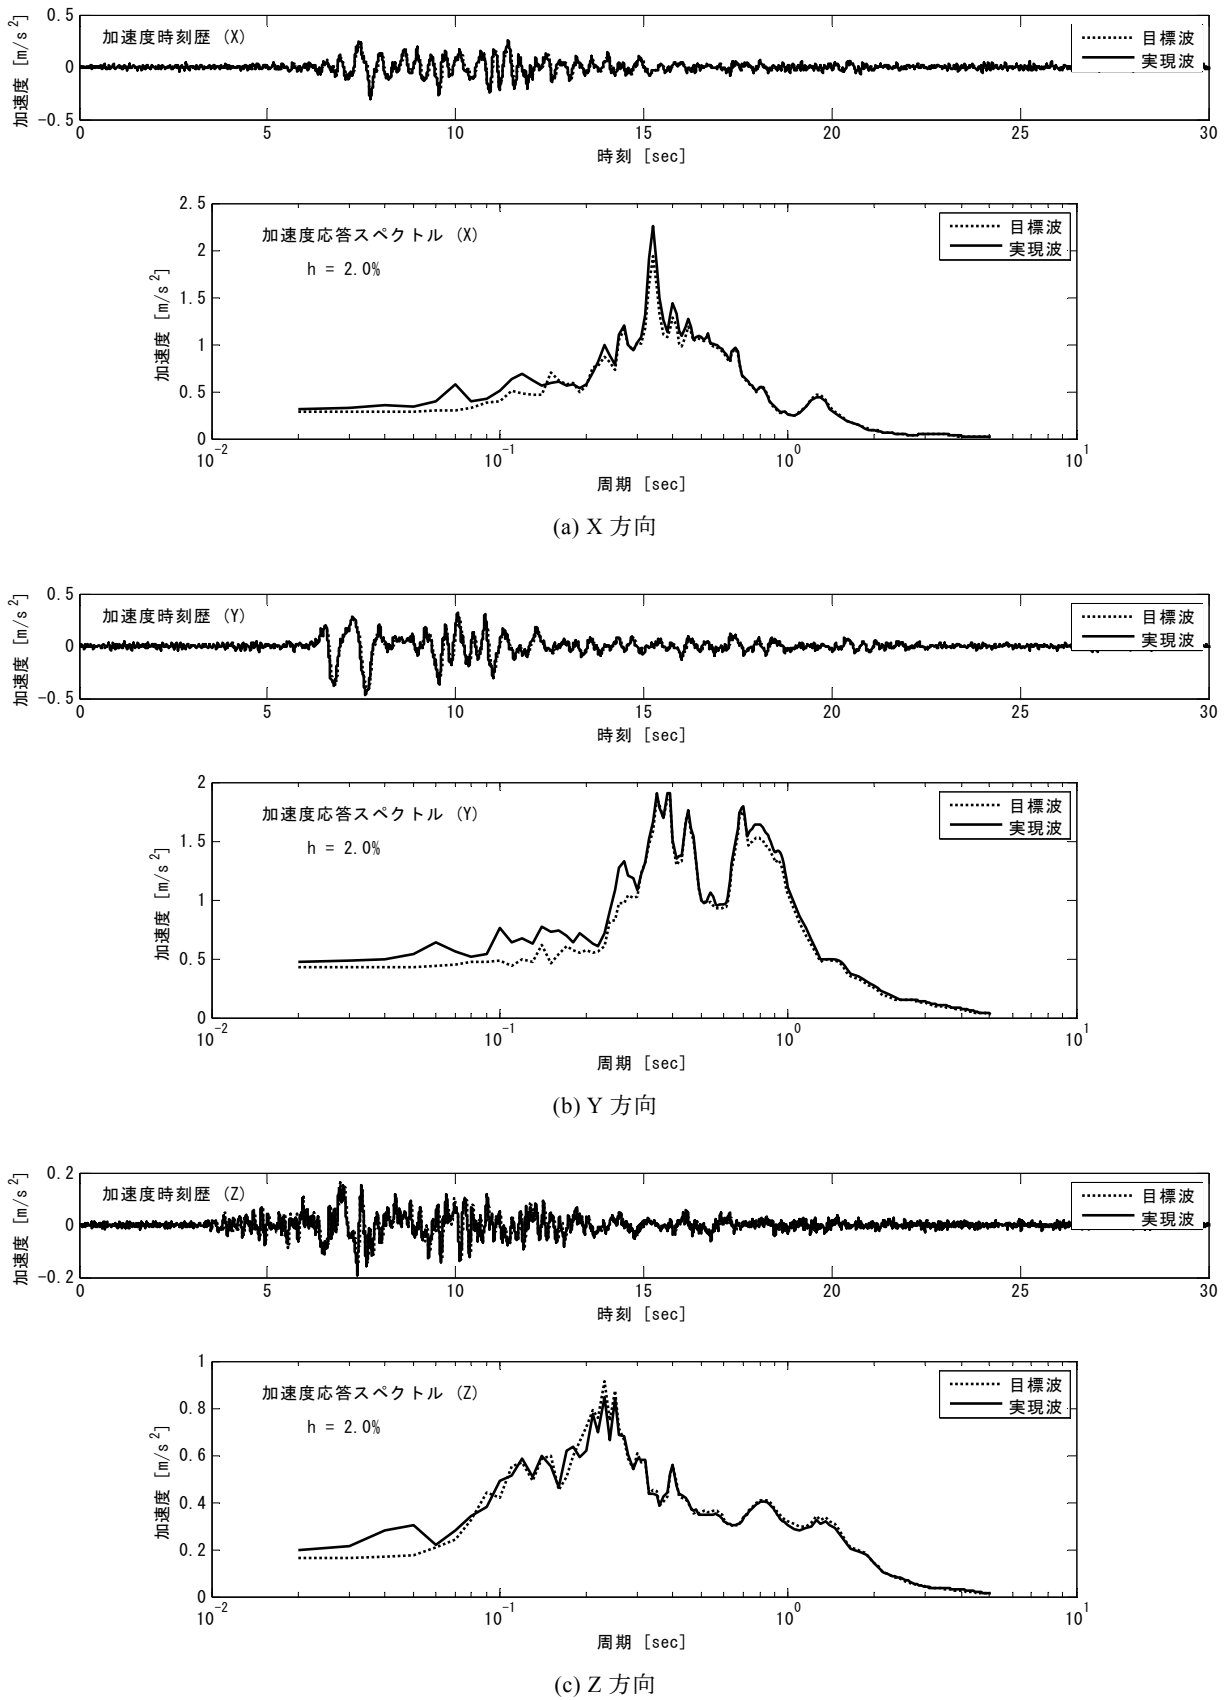 0.5
0
-0.5
加速度 [m/s²]
加速度時刻歴 (X)
目標波
実現波
0 5 10 15 20 25 30
時刻 [sec]
2.5
2
1.5
1
0.5
0
加速度 [m/s²]
加速度応答スペクトル (X)
h = 2.0%
目標波
実現波
10⁻² 10⁻¹ 10⁰ 10¹
周期 [sec]
(a) X 方向
0.5
0
-0.5
加速度 [m/s²]
加速度時刻歴 (Y)
目標波
実現波
0 5 10 15 20 25 30
時刻 [sec]
2
1.5
1
0.5
0
加速度 [m/s²]
加速度応答スペクトル (Y)
h = 2.0%
目標波
実現波
10⁻² 10⁻¹ 10⁰ 10¹
周期 [sec]
(b) Y 方向
0.2
0
-0.2
加速度 [m/s²]
加速度時刻歴 (Z)
目標波
実現波
0 5 10 15 20 25 30
時刻 [sec]
1
0.8
0.6
0.4
0.2
0
加速度 [m/s²]
加速度応答スペクトル (Z)
h = 2.0%
目標波
実現波
10⁻² 10⁻¹ 10⁰ 10¹
周期 [sec]
(c) Z 方向